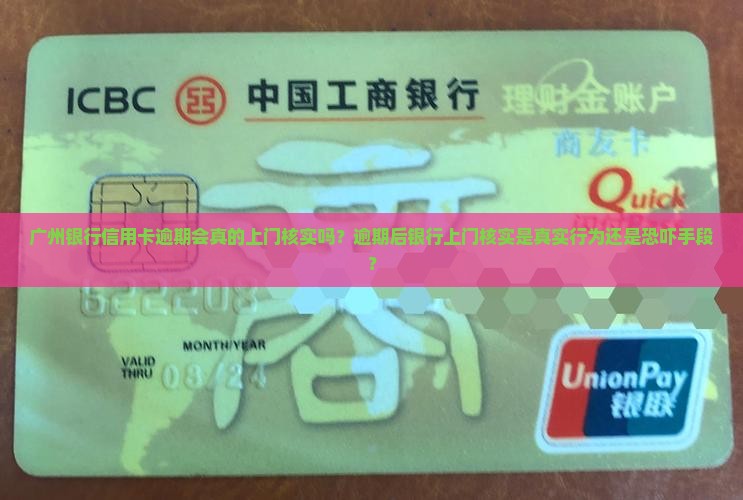 ICBC 中国工商银行 理财金账户
商友卡
Quick
广州银行信用卡逾期会真的上门核实吗？逾期后银行上门核实是真实行为还是恐吓手段
？
622208
MONTH/YEAR
VALID
THRU 03/24
商
UnionPay
银联